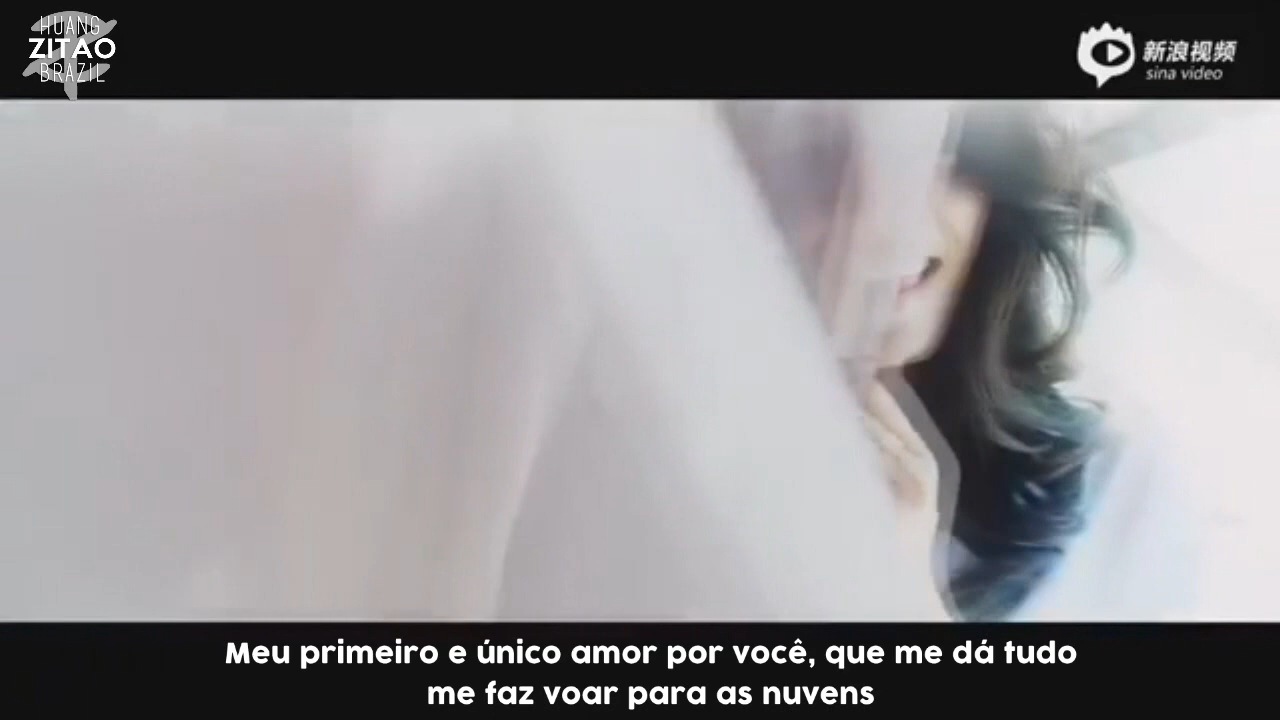 HUANG
ZITAO
BRAZIL
新浪视频
sina video
Meu primeiro e único amor por você, que me dá tudo
me faz voar para as nuvens